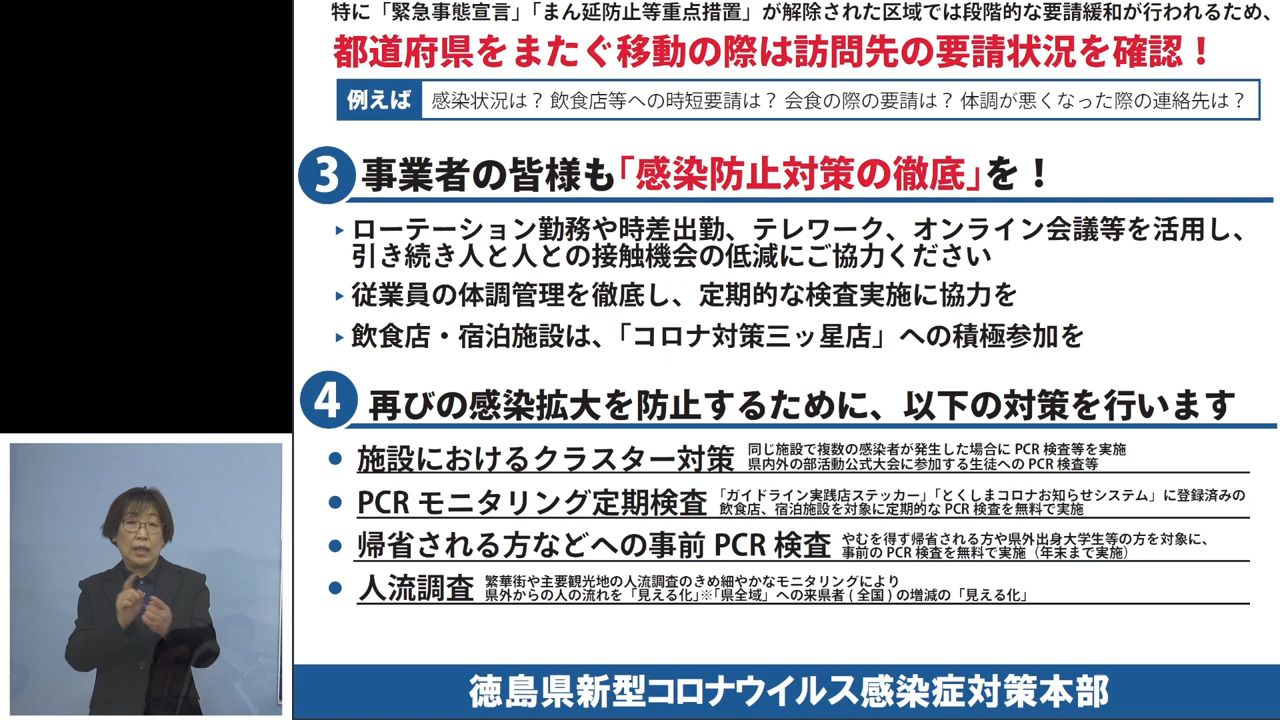 特に「緊急事態宣言」「まん延防止等重点措置」が解除された区域では段階的な要請緩和が行われるため、
都道府県をまたぐ移動の際は訪問先の要請状況を確認！
例えば 感染状況は？ 飲食店等への時短要請は？ 会食の際の要請は？ 体調が悪くなった際の連絡先は？
3 事業者の皆様も「感染防止対策の徹底」を！
▸ローテーション勤務や時差出勤、テレワーク、オンライン会議等を活用し、
引き続き人と人との接触機会の低減にご協力ください
▸従業員の体調管理を徹底し、定期的な検査実施に協力を
▸飲食店・宿泊施設は、「コロナ対策三ッ星店」への積極参加を
4 再びの感染拡大を防止するために、以下の対策を行います
● 施設におけるクラスター対策 同じ施設で複数の感染者が発生した場合に PCR 検査等を実施
県内外の部活動公式大会に参加する生徒への PCR 検査等
● PCR モニタリング定期検査 「ガイドライン実践店ステッカー」「とくしまコロナお知らせシステム」に登録済みの
飲食店、宿泊施設を対象に定期的な PCR 検査を無料で実施
● 帰省される方などへの事前 PCR 検査 やむを得ず帰省される方や県外出身大学生等の方を対象に、
事前の PCR 検査を無料で実施（年末まで実施）
● 人流調査 繁華街や主要観光地の人流調査のきめ細やかなモニタリングにより
県外からの人の流れを「見える化」※「県全域」への来県者 ( 全国 ) の増減の「見える化」
徳島県新型コロナウイルス感染症対策本部